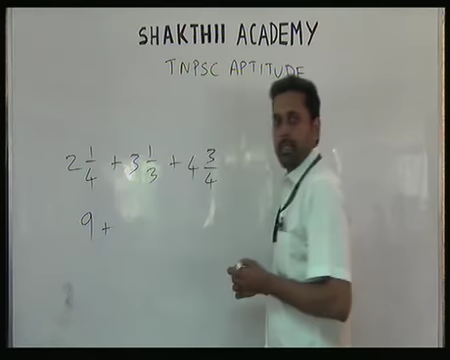 SHAKTHII ACADEMY
TNPSC APTITUDE
2 1/4 + 3 1/3 + 4 3/4
9 +